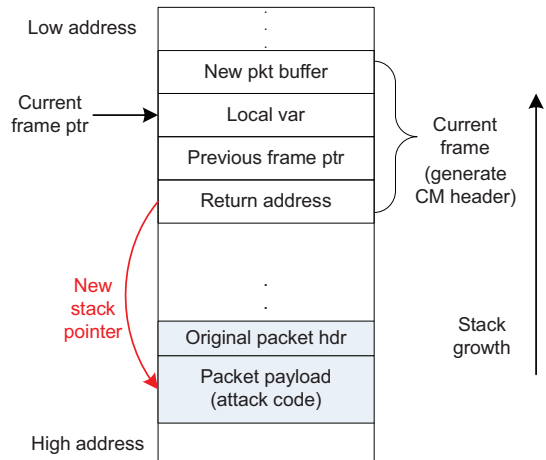 Low address
New pkt buffer
Current
frame ptr
Local var
Previous frame ptr
Return address
Current
frame
(generate
CM header)
New
stack
pointer
Original packet hdr
Packet payload
(attack code)
Stack
growth
High address